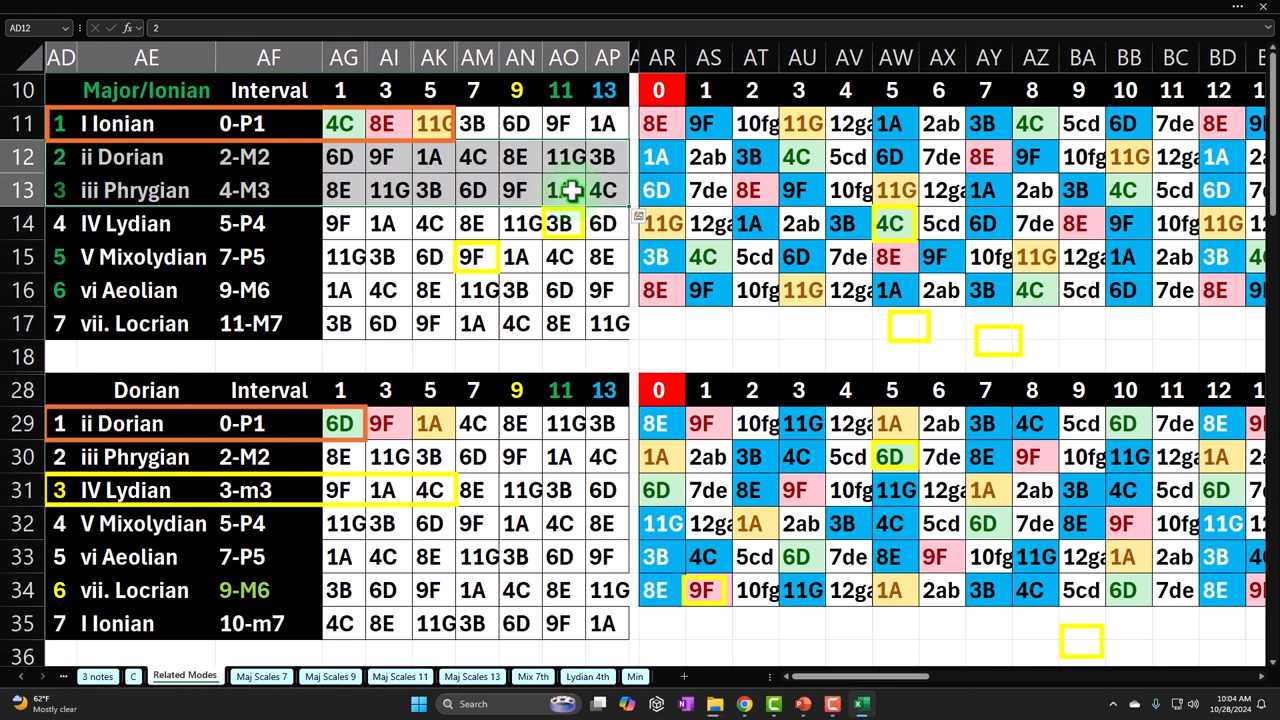 AD12 fx 2
AD AE AF AG AI AK AM AN AO AP AR AS AT AU AV AW AX AY AZ BA BB BC BD
10 Major/Ionian Interval 1 3 5 7 9 11 13 0 1 2 3 4 5 6 7 8 9 10 11 12
11 1 I Ionian 0-P1 4C 8E 11G 3B 6D 9F 1A 8E 9F 10fg 11G 12ga 1A 2ab 3B 4C 5cd 6D 7de 8E
12 2 ii Dorian 2-M2 6D 9F 1A 4C 8E 11G 3B 1A 2ab 3B 4C 5cd 6D 7de 8E 9F 10fg 11G 12ga 1A
13 3 iii Phrygian 4-M3 8E 11G 3B 6D 9F 4C 6D 7de 8E 9F 10fg 11G 12ga 1A 2ab 3B 4C 5cd 6D
14 4 IV Lydian 5-P4 9F 1A 4C 8E 11G 3B 6D 11G 12ga 1A 2ab 3B 4C 5cd 6D 7de 8E 9F 10fg 11G
15 5 V Mixolydian 7-P5 11G 3B 6D 9F 1A 4C 8E 3B 4C 5cd 6D 7de 8E 9F 10fg 11G 12ga 1A 2ab 3B
16 6 vi Aeolian 9-M6 1A 4C 8E 11G 3B 6D 9F 8E 9F 10fg 11G 12ga 1A 2ab 3B 4C 5cd 6D 7de 8E
17 7 vii. Locrian 11-M7 3B 6D 9F 1A 4C 8E 11G
18
28 Dorian Interval 1 3 5 7 9 11 13 0 1 2 3 4 5 6 7 8 9 10 11 12
29 1 ii Dorian 0-P1 6D 9F 1A 4C 8E 11G 3B 8E 9F 10fg 11G 12ga 1A 2ab 3B 4C 5cd 6D 7de 8E
30 2 iii Phrygian 2-M2 8E 11G 3B 6D 9F 1A 4C 1A 2ab 3B 4C 5cd 6D 7de 8E 9F 10fg 11G 12ga 1A
31 3 IV Lydian 3-m3 9F 1A 4C 8E 11G 3B 6D 6D 7de 8E 9F 10fg 11G 12ga 1A 2ab 3B 4C 5cd 6D
32 4 V Mixolydian 5-P4 11G 3B 6D 9F 1A 4C 8E 11G 12ga 1A 2ab 3B 4C 5cd 6D 7de 8E 9F 10fg 11G
33 5 vi Aeolian 7-P5 1A 4C 8E 11G 3B 6D 9F 3B 4C 5cd 6D 7de 8E 9F 10fg 11G 12ga 1A 2ab 3B
34 6 vii. Locrian 9-M6 3B 6D 9F 1A 4C 8E 11G 8E 9F 10fg 11G 12ga 1A 2ab 3B 4C 5cd 6D 7de 8E
35 7 I Ionian 10-m7 4C 8E 11G 3B 6D 9F 1A
36
... 3 notes C Related Modes Maj Scales 7 Maj Scales 9 Maj Scales 11 Maj Scales 13 Mix 7th Lydian 4th Min
62°F
Mostly clear
Search
10:04 AM
10/28/2024